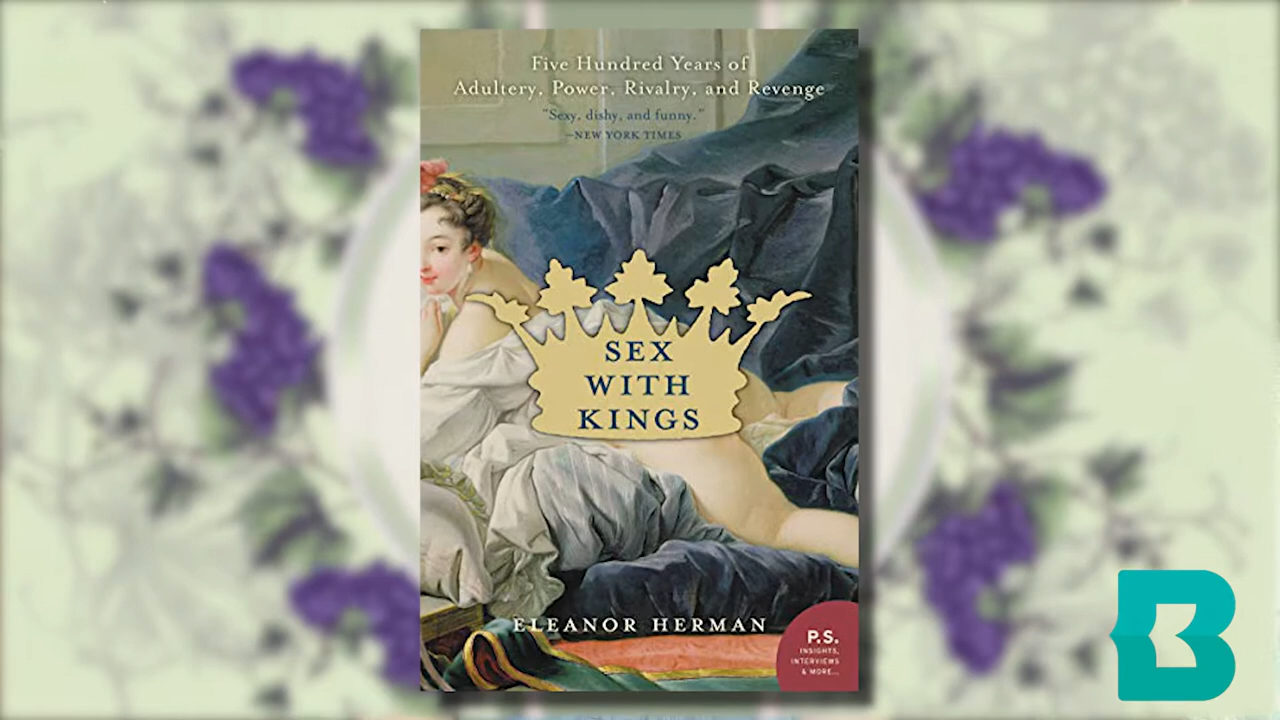 Five Hundred Years of
Adultery, Power, Rivalry, and Revenge
"Sexy, dishy, and funny."
—NEW YORK TIMES
SEX
WITH
KINGS
ELEANOR HERMAN
P.S.
INSIGHTS,
INTERVIEWS
& MORE...
B